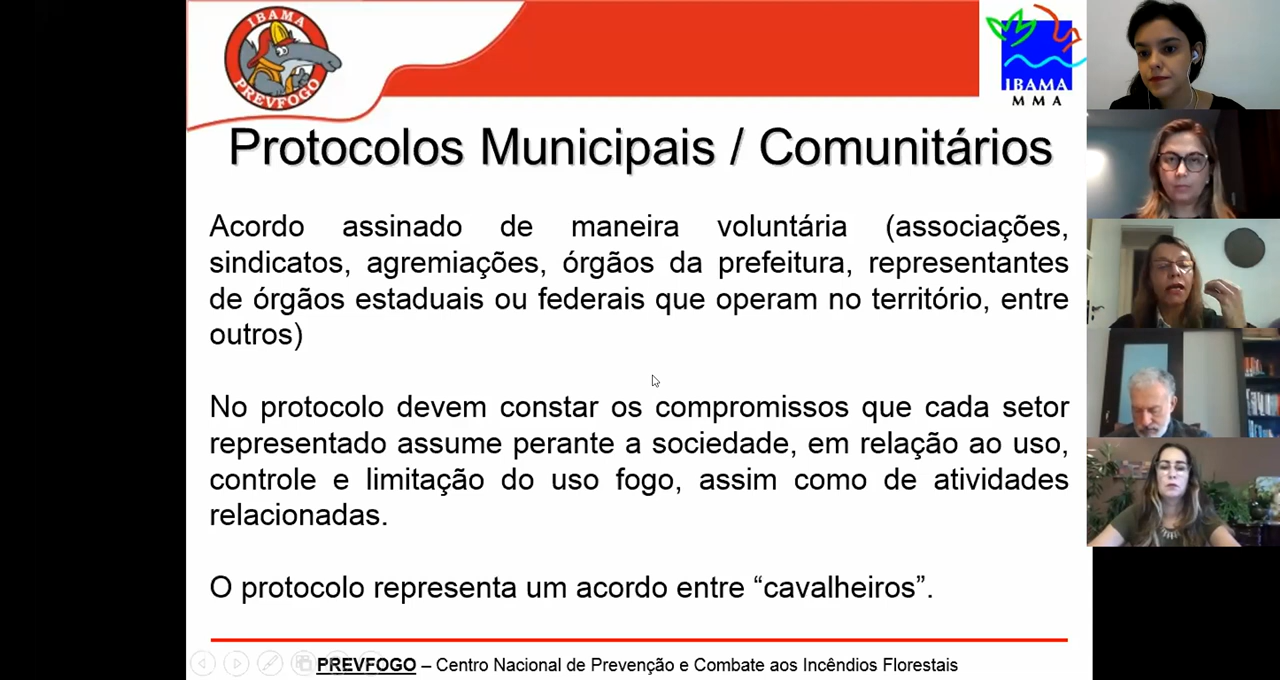 IBAMA
PREVFOGO
IBAMA
MMA
Protocolos Municipais / Comunitários
Acordo assinado de maneira voluntária (associações,
sindicatos, agremiações, órgãos da prefeitura, representantes
de órgãos estaduais ou federais que operam no território, entre
outros)
No protocolo devem constar os compromissos que cada setor
representado assume perante a sociedade, em relação ao uso,
controle e limitação do uso fogo, assim como de atividades
relacionadas.
O protocolo representa um acordo entre “cavalheiros”.
PREVFOGO – Centro Nacional de Prevenção e Combate aos Incêndios Florestais